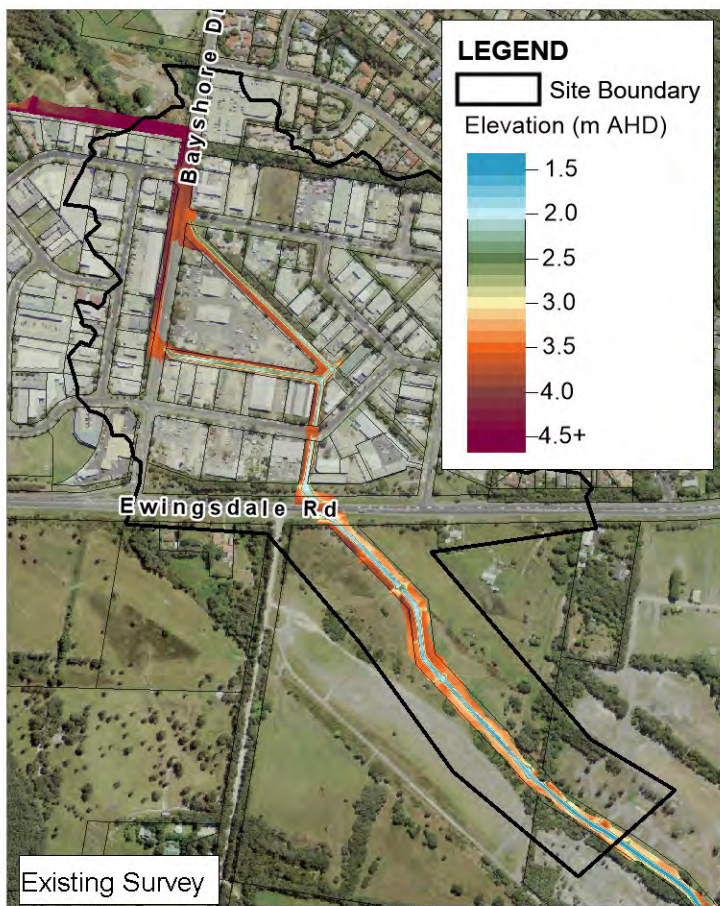 Bayshore D
LEGEND
Site Boundary
Elevation (m AHD)
1.5
2.0
2.5
3.0
3.5
4.0
4.5+
Ewingsdale Rd
Existing Survey